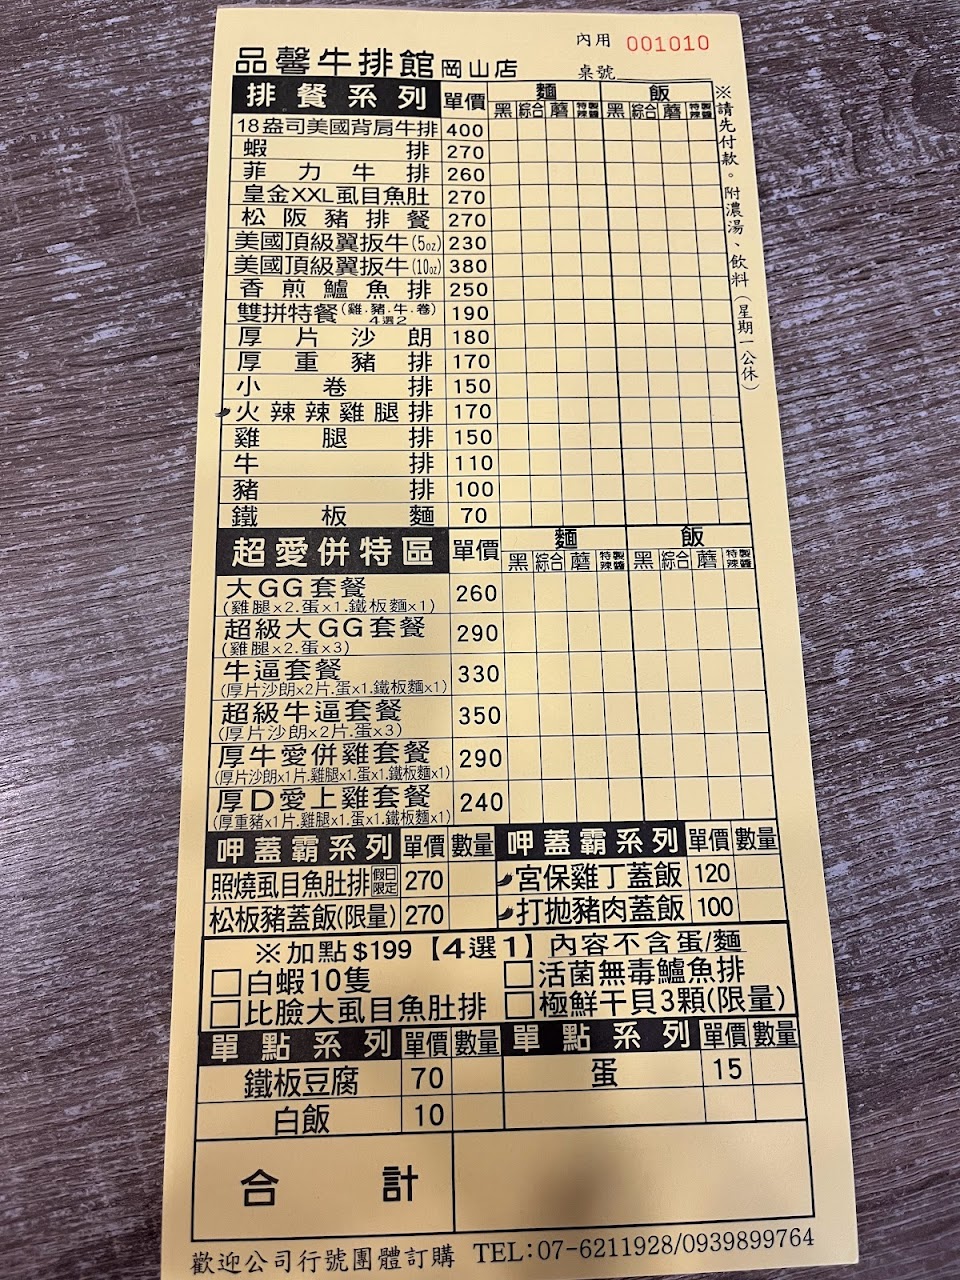 內用 001010
品馨牛排館岡山店 桌號
排餐系列 單價 麵 飯
黑 綜合 蘑 特製辣醬 黑 綜合 蘑 特製辣醬
18盎司美國背肩牛排 400
蝦排 270
菲力牛排 260
皇金XXL虱目魚肚 270
松阪豬排餐 270
美國頂級翼扳牛(5oz) 230
美國頂級翼扳牛(10oz) 380
香煎鱸魚排 250
雙拼特餐(雞.豬.牛.卷)4選2 190
厚片沙朗 180
厚重豬排 170
小卷排 150
火辣辣雞腿排 170
雞腿排 150
牛排 110
豬排 100
鐵板麵 70
※請先付款。附濃湯、飲料(星期一公休)
超愛併特區 單價 麵 飯
黑 綜合 蘑 特製辣醬 黑 綜合 蘑 特製辣醬
大GG套餐 260
(雞腿x2.蛋x1.鐵板麵x1)
超級大GG套餐 290
(雞腿x2.蛋x3)
牛逼套餐 330
(厚片沙朗x2片.蛋x1.鐵板麵x1)
超級牛逼套餐 350
(厚片沙朗x2片.蛋x3)
厚牛愛併雞套餐 290
(厚片沙朗x1片.雞腿x1.蛋x1.鐵板麵x1)
厚D愛上雞套餐 240
(厚重豬x1片.雞腿x1.蛋x1.鐵板麵x1)
呷蓋霸系列 單價 數量 呷蓋霸系列 單價 數量
照燒虱目魚肚排 假日限定 270 宮保雞丁蓋飯 120
松板豬蓋飯(限量) 270 打拋豬肉蓋飯 100
※加點$199【4選1】內容不含蛋/麵
□白蝦10隻 □活菌無毒鱸魚排
□比臉大虱目魚肚排 □極鮮干貝3顆(限量)
單點系列 單價 數量 單點系列 單價 數量
鐵板豆腐 70 蛋 15
白飯 10
合計
歡迎公司行號團體訂購 TEL:07-6211928/0939899764